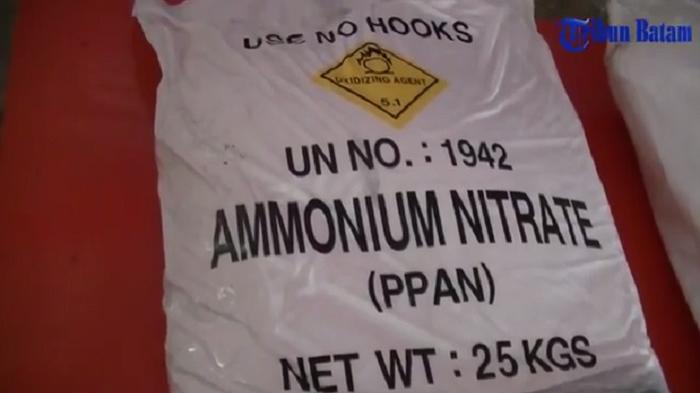 Tribun Batam
USE NO HOOKS
OXIDIZING AGENT
5.1
UN NO. : 1942
AMMONIUM NITRATE
(PPAN)
NET WT : 25 KGS